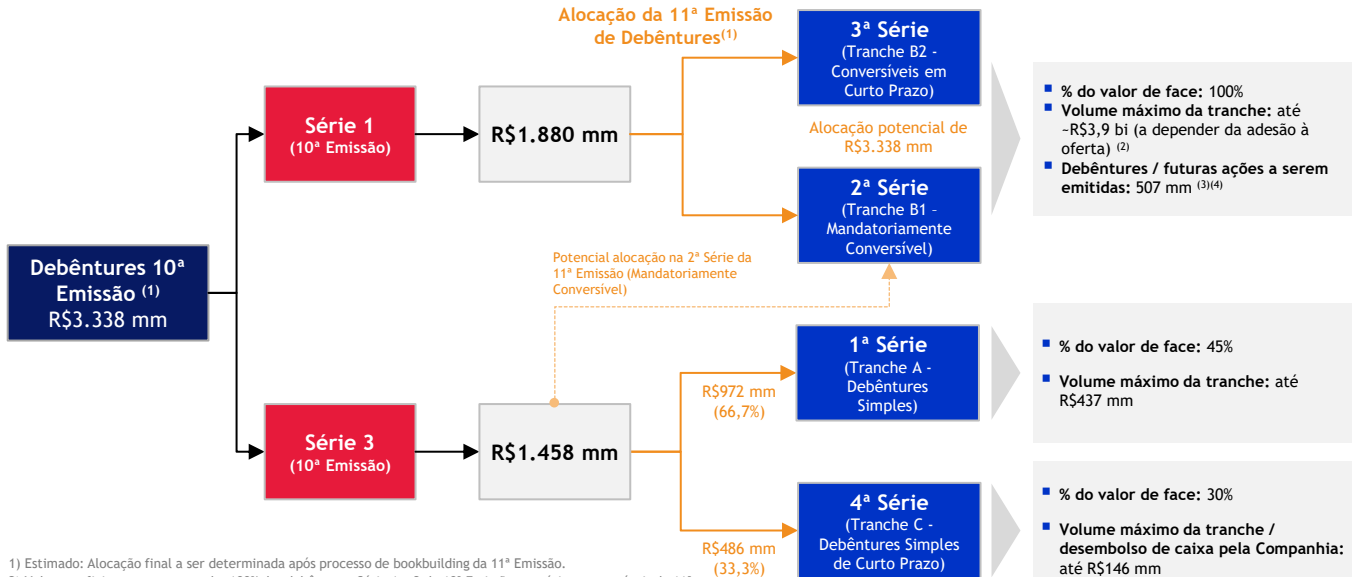 Alocação da 11ª Emissão
de Debêntures(1)
3ª Série
(Tranche B2 -
Conversíveis em
Curto Prazo)
▪ % do valor de face: 100%
▪ Volume máximo da tranche: até
~R$3,9 bi (a depender da adesão à
oferta) (2)
▪ Debêntures / futuras ações a serem
emitidas: 507 mm (3)(4)
Série 1
(10ª Emissão)
R$1.880 mm
Alocação potencial de
R$3.338 mm
2ª Série
(Tranche B1 –
Mandatoriamente
Conversível)
Debêntures 10ª
Emissão (1)
R$3.338 mm
Potencial alocação na 2ª Série da
11ª Emissão (Mandatoriamente
Conversível)
1ª Série
(Tranche A -
Debêntures
Simples)
▪ % do valor de face: 45%
▪ Volume máximo da tranche: até
R$437 mm
R$972 mm
(66,7%)
Série 3
(10ª Emissão)
R$1.458 mm
4ª Série
(Tranche C -
Debêntures Simples
de Curto Prazo)
▪ % do valor de face: 30%
▪ Volume máximo da tranche /
desembolso de caixa pela Companhia:
até R$146 mm
R$486 mm
(33,3%)
1) Estimado: Alocação final a ser determinada após processo de bookbuilding da 11ª Emissão.